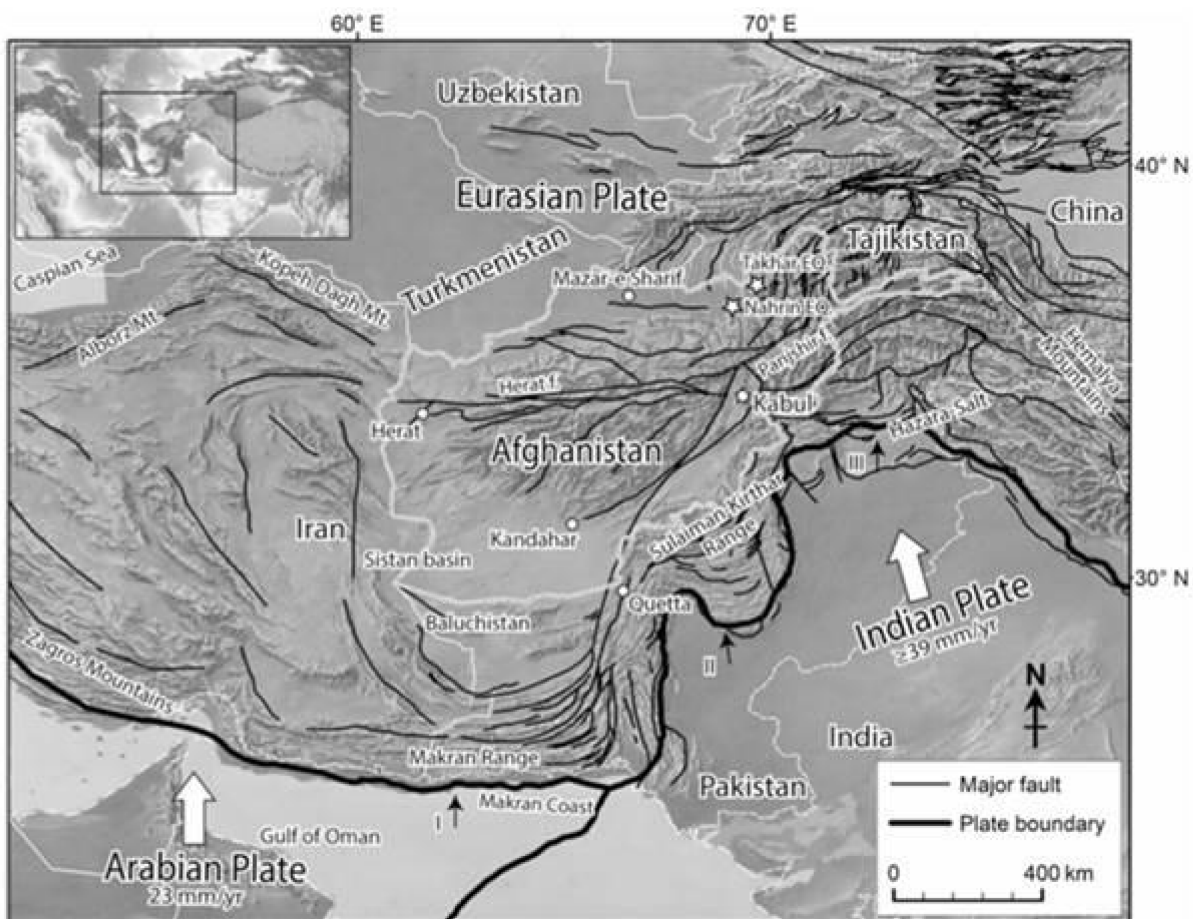 60° E
70° E
Uzbekistan
40° N
Eurasian Plate
China
Caspian Sea
Kopeh Dagh Mt.
Turkmenistan
Tajikistan
Takhar EQ.
Mazar-e-Sharif
Nahrin EQ.
Alborz Mt.
Panjshir f.
Hemalya
Mountains
Herat f.
Kabul
Herat
Hazara, Salt
Afghanistan
III
Iran
Kandahar
Sulaiman Kirthar
Range
Sistan basin
30° N
Quetta
Baluchistan
Indian Plate
≥39 mm/yr
II
Zagros Mountains
N
India
Makran Range
Pakistan
Makran Coast
I
Gulf of Oman
Arabian Plate
23 mm/yr
Major fault
Plate boundary
0
400 km